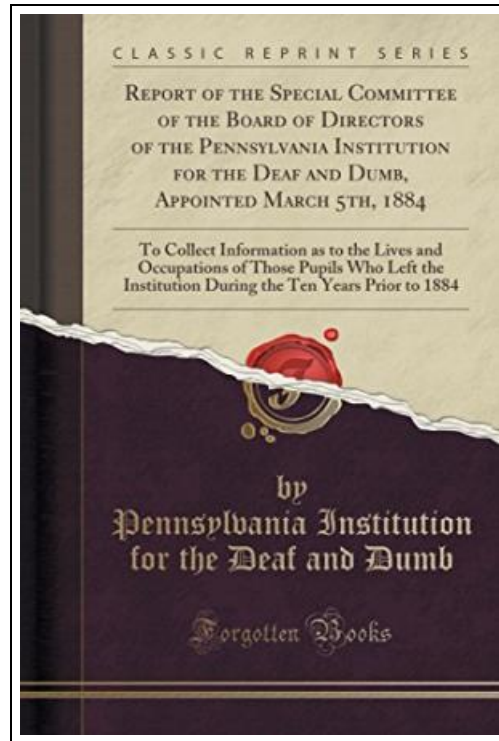 CLASSIC REPRINT SERIES
REPORT OF THE SPECIAL COMMITTEE
OF THE BOARD OF DIRECTORS
OF THE PENNSYLVANIA INSTITUTION
FOR THE DEAF AND DUMB,
APPOINTED MARCH 5TH, 1884
To Collect Information as to the Lives and
Occupations of Those Pupils Who Left the
Institution During the Ten Years Prior to 1884
by
Pennsylvania Institution
for the Deaf and Dumb
Forgotten Books